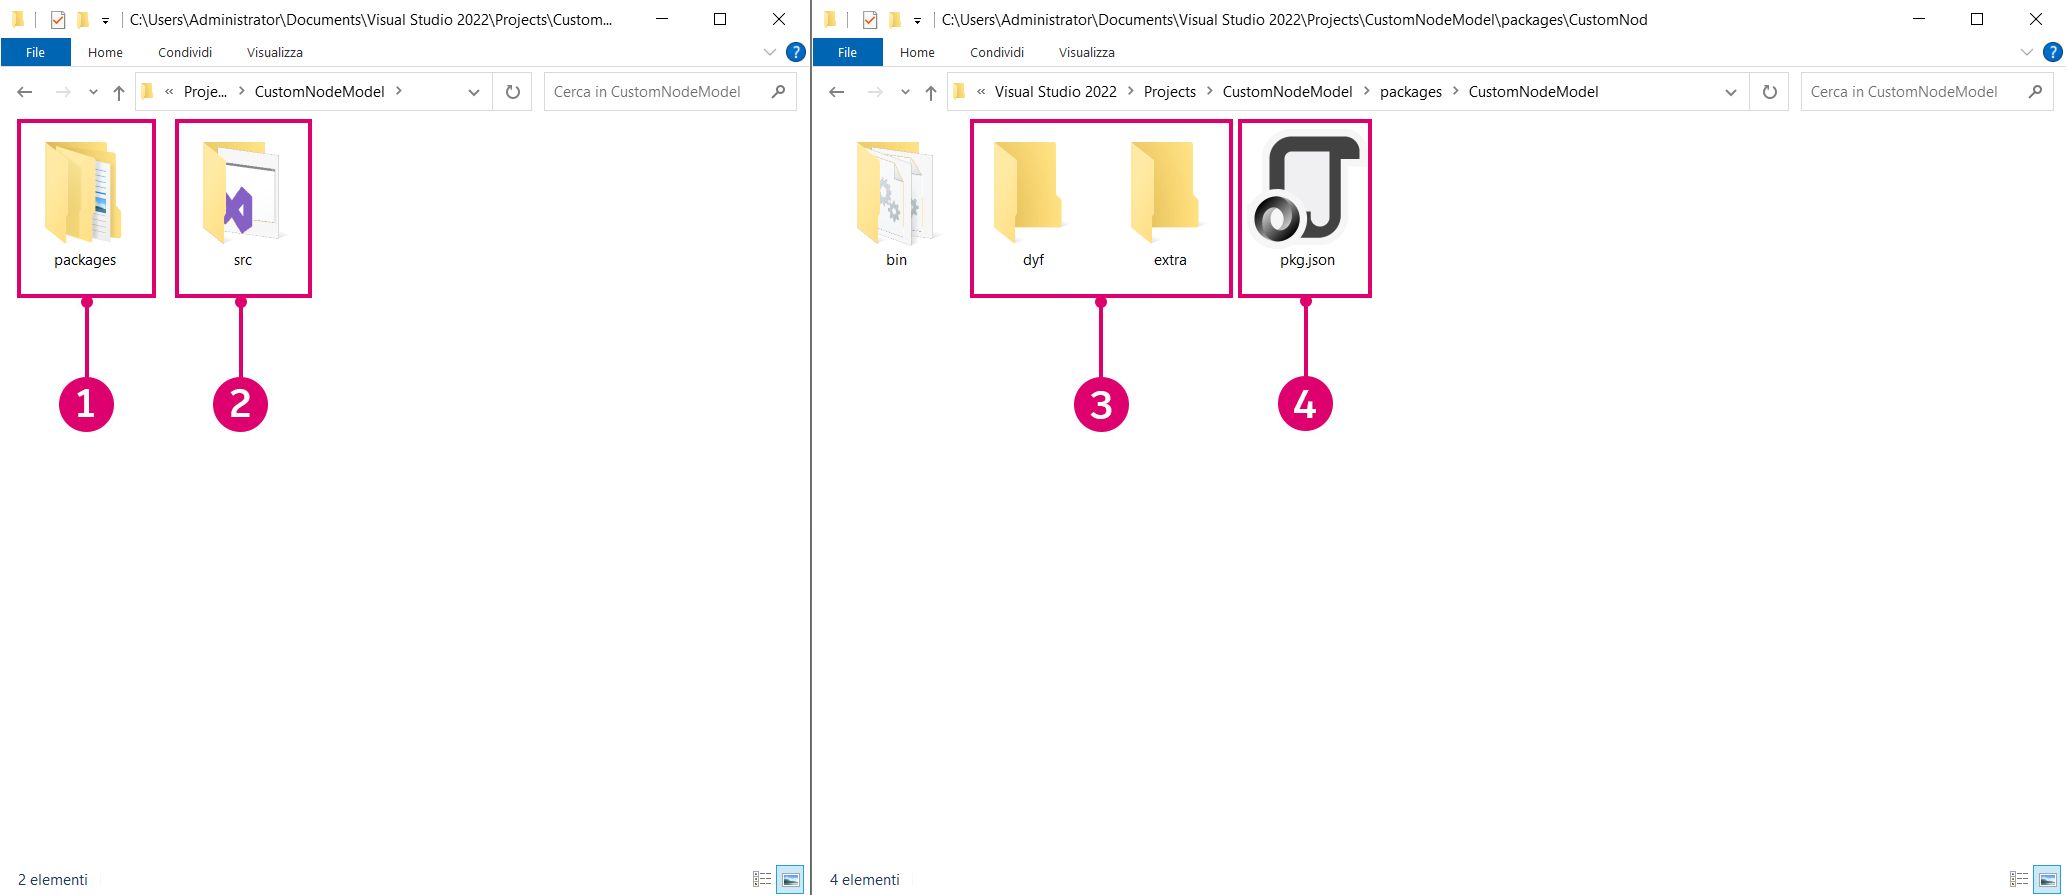 C:\Users\Administrator\Documents\Visual Studio 2022\Projects\Custom...
File Home Condividi Visualizza
« Proje... > CustomNodeModel >
Cerca in CustomNodeModel
packages
src
1
2
2 elementi
C:\Users\Administrator\Documents\Visual Studio 2022\Projects\CustomNodeModel\packages\CustomNod
File Home Condividi Visualizza ?
« Visual Studio 2022 > Projects > CustomNodeModel > packages > CustomNodeModel
Cerca in CustomNodeModel
bin
dyf
extra
pkg.json
3
4
4 elementi